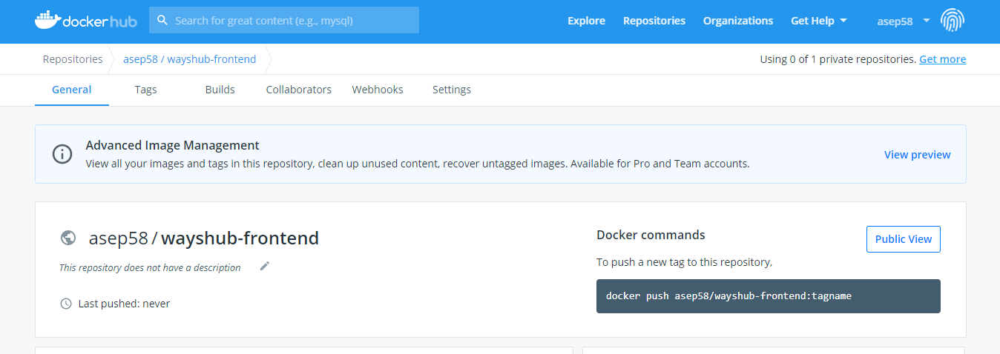 dockerhub
Search for great content (e.g., mysql)
Explore
Repositories
Organizations
Get Help
asep58
Repositories
asep58 / wayshub-frontend
Using 0 of 1 private repositories. Get more
General
Tags
Builds
Collaborators
Webhooks
Settings
Advanced Image Management
View all your images and tags in this repository, clean up unused content, recover untagged images. Available for Pro and Team accounts.
View preview
asep58 / wayshub-frontend
This repository does not have a description
Last pushed: never
Docker commands
Public View
To push a new tag to this repository,
docker push asep58/wayshub-frontend:tagname